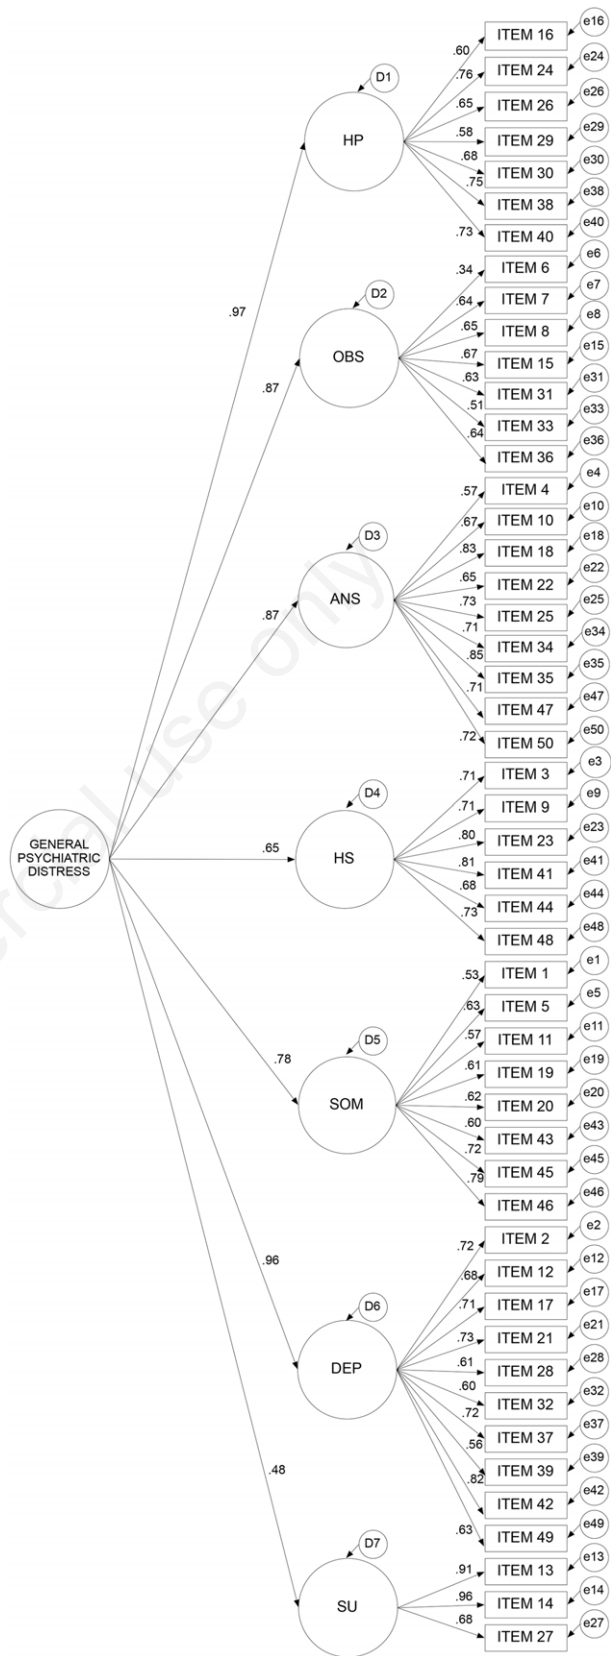 e16
ITEM 16
.60
e24
D1
.76
ITEM 24
e26
.65
ITEM 26
e29
HP
.58
ITEM 29
e30
.68
ITEM 30
e38
.75
ITEM 38
e40
.73
ITEM 40
e6
.34
ITEM 6
e7
D2
.64
ITEM 7
e8
.97
.65
ITEM 8
e15
OBS
.67
ITEM 15
e31
.87
.63
ITEM 31
e33
.51
ITEM 33
e36
.64
ITEM 36
e4
.57
ITEM 4
e10
.67
ITEM 10
e18
D3
.83
ITEM 18
e22
.65
ITEM 22
e25
ANS
.73
ITEM 25
e34
.87
.71
ITEM 34
e35
.85
ITEM 35
e47
.71
ITEM 47
e50
.72
ITEM 50
e3
.71
ITEM 3
e9
D4
.71
ITEM 9
e23
.80
ITEM 23
e41
GENERAL
PSYCHIATRIC
DISTRESS
.65
HS
.81
ITEM 41
e44
.68
ITEM 44
e48
.73
ITEM 48
e1
.53
ITEM 1
e5
.63
ITEM 5
e11
D5
.57
ITEM 11
e19
.78
.61
ITEM 19
e20
SOM
.62
ITEM 20
e43
.60
ITEM 43
e45
.72
ITEM 45
e46
.79
ITEM 46
e2
.72
ITEM 2
e12
.96
.68
ITEM 12
e17
D6
.71
ITEM 17
e21
.73
ITEM 21
e28
DEP
.61
ITEM 28
e32
.60
ITEM 32
e37
.72
ITEM 37
e39
.56
ITEM 39
e42
.48
.82
ITEM 42
e49
.63
ITEM 49
e13
D7
.91
ITEM 13
e14
SU
.96
ITEM 14
e27
.68
ITEM 27
use only